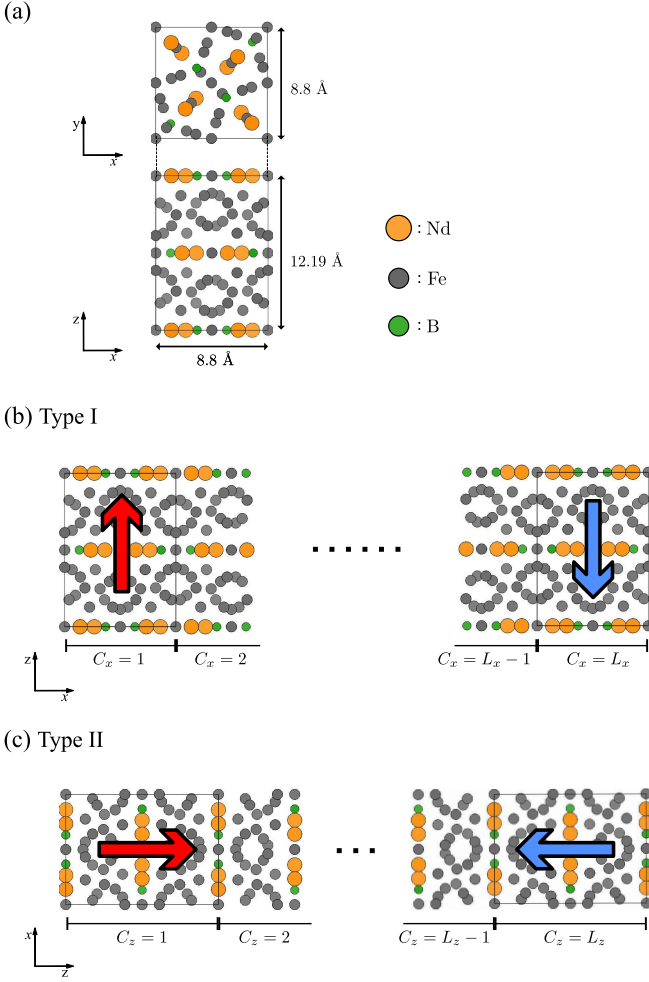 (a)
8.8 Å
y
x
12.19 Å
z
x
8.8 Å
: Nd
: Fe
: B
(b) Type I
······
C_x = 1
C_x = 2
C_x = L_x − 1
C_x = L_x
z
x
(c) Type II
···
C_z = 1
C_z = 2
C_z = L_z − 1
C_z = L_z
x
z